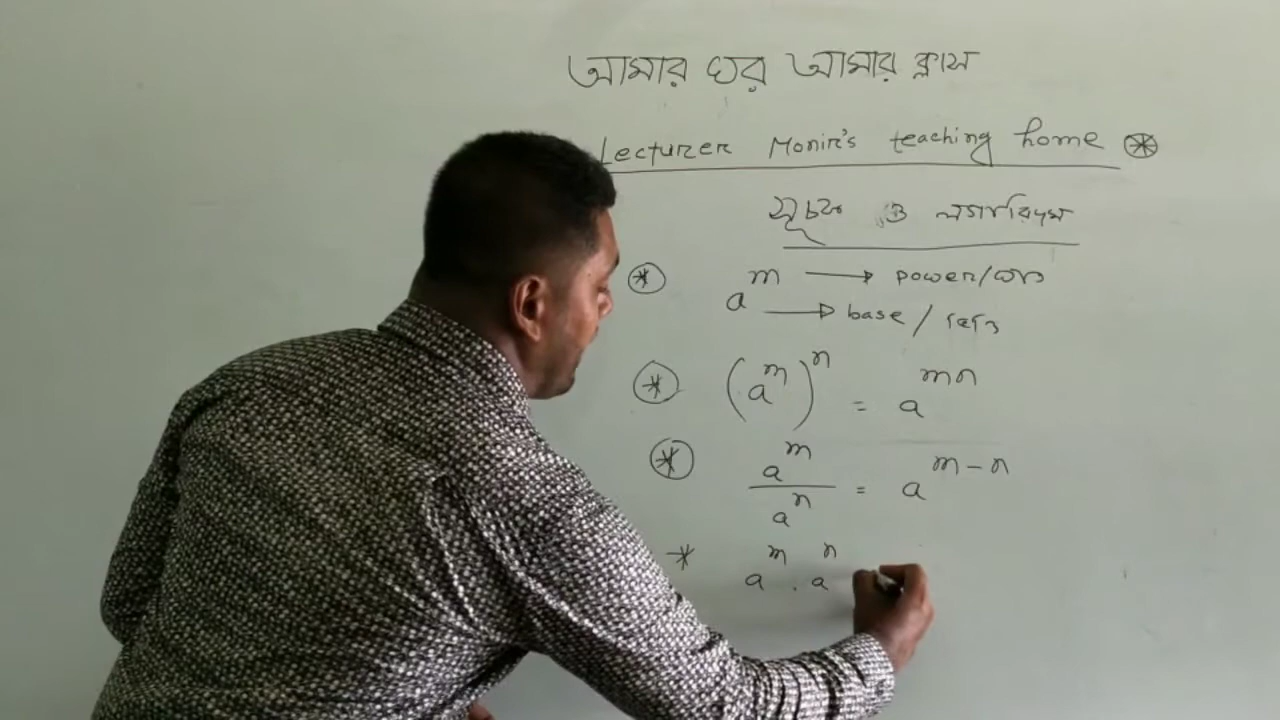 আমার ঘর আমার ক্লাস
Lecturer Monir's teaching home ⊛
সূচক ও লগারিদম
⊛ a^m → power/ঘাত
a → base / ভিত্তি
⊛ (a^m)^n = a^mn
⊛ a^m / a^n = a^m-n
* a^m . a^n